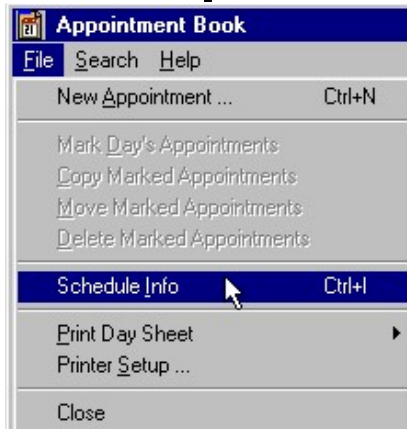 21 Appointment Book
File Search Help
New Appointment ... Ctrl+N
Mark Day's Appointments
Copy Marked Appointments
Move Marked Appointments
Delete Marked Appointments
Schedule Info Ctrl+I
Print Day Sheet
Printer Setup ...
Close